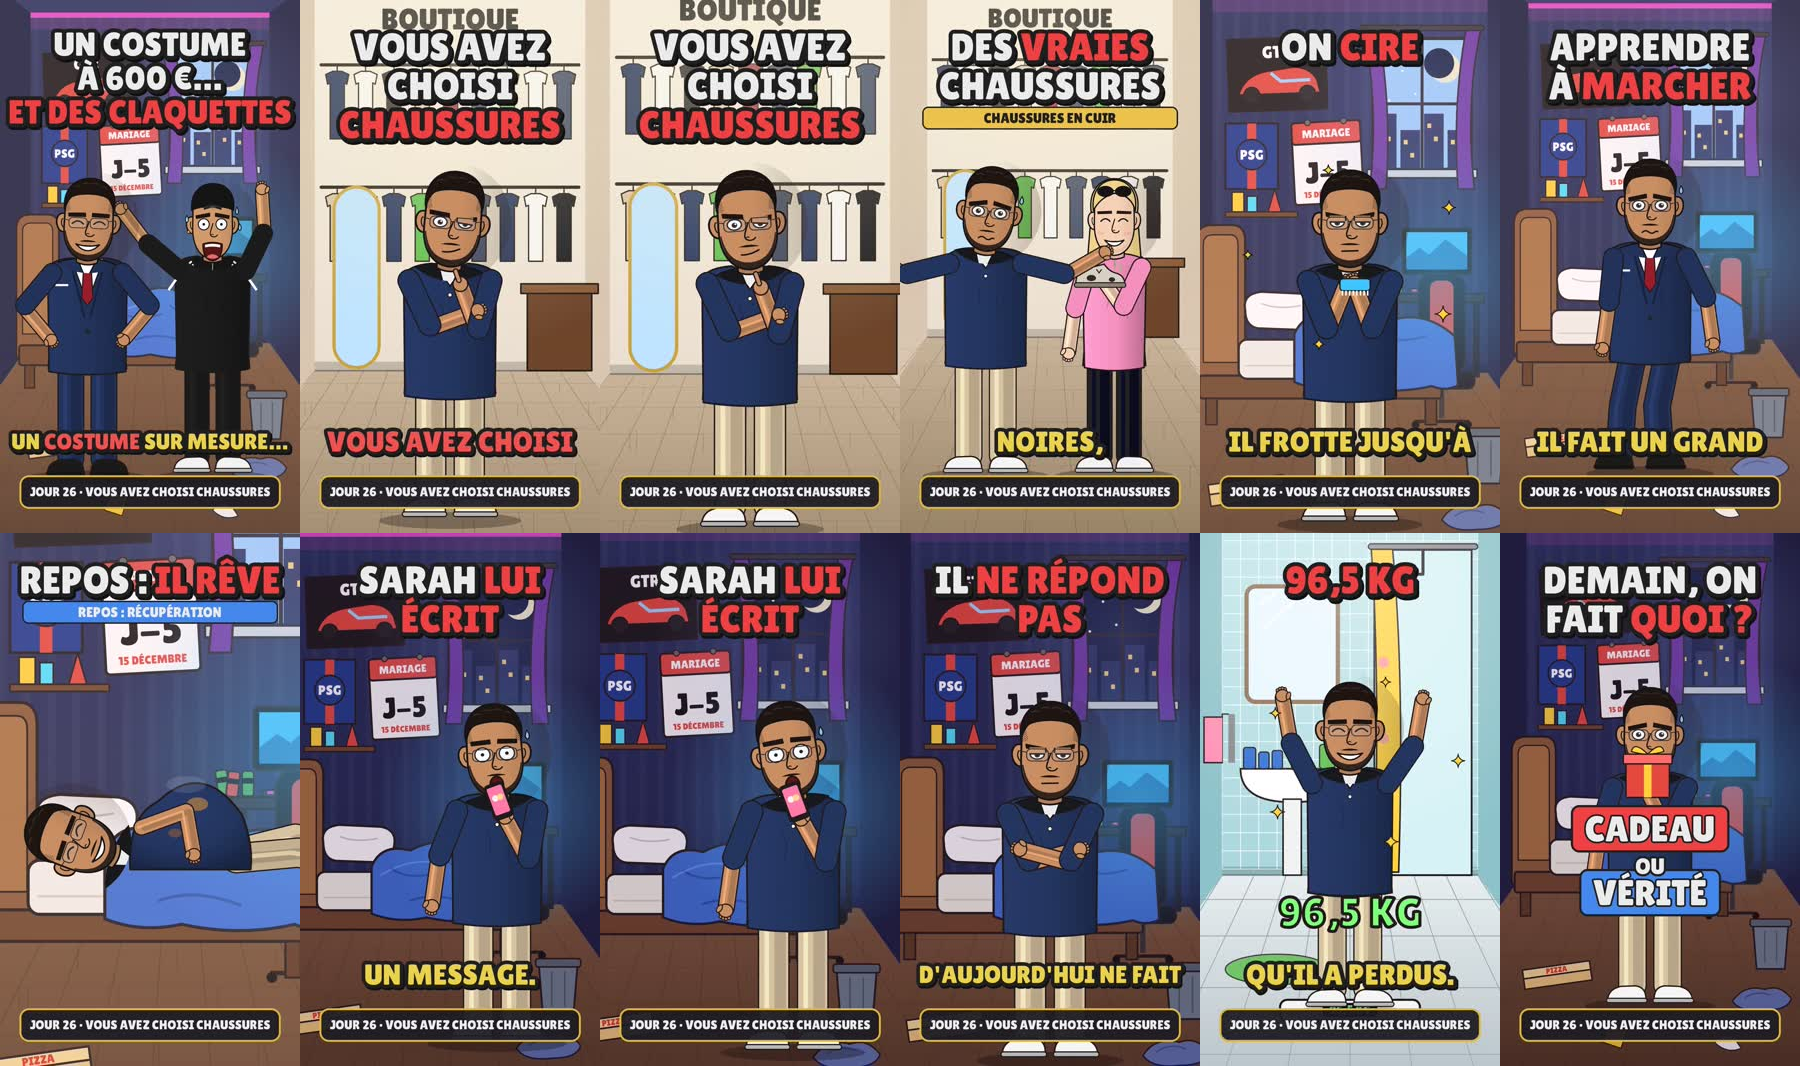 UN COSTUME
À 600 €...
ET DES CLAQUETTES
MARIAGE
PSG
J-5
15 DÉCEMBRE
UN COSTUME SUR MESURE...
JOUR 26 · VOUS AVEZ CHOISI CHAUSSURES
BOUTIQUE
VOUS AVEZ
CHOISI
CHAUSSURES
VOUS AVEZ CHOISI
JOUR 26 · VOUS AVEZ CHOISI CHAUSSURES
BOUTIQUE
VOUS AVEZ
CHOISI
CHAUSSURES
JOUR 26 · VOUS AVEZ CHOISI CHAUSSURES
BOUTIQUE
DES VRAIES
CHAUSSURES
CHAUSSURES EN CUIR
NOIRES,
JOUR 26 · VOUS AVEZ CHOISI CHAUSSURES
ON CIRE
MARIAGE
PSG
J-5
IL FROTTE JUSQU'À
JOUR 26 · VOUS AVEZ CHOISI CHAUSSURES
APPRENDRE
À MARCHER
MARIAGE
PSG
J-5
IL FAIT UN GRAND
JOUR 26 · VOUS AVEZ CHOISI CHAUSSURES
REPOS : IL RÊVE
REPOS : RÉCUPÉRATION
J-5
15 DÉCEMBRE
JOUR 26 · VOUS AVEZ CHOISI CHAUSSURES
PIZZA
SARAH LUI
ÉCRIT
MARIAGE
PSG
J-5
15 DÉCEMBRE
UN MESSAGE.
JOUR 26 · VOUS AVEZ CHOISI CHAUSSURES
SARAH LUI
ÉCRIT
MARIAGE
PSG
J-5
15 DÉCEMBRE
JOUR 26 · VOUS AVEZ CHOISI CHAUSSURES
IL NE RÉPOND
PAS
MARIAGE
PSG
J-5
D'AUJOURD'HUI NE FAIT
JOUR 26 · VOUS AVEZ CHOISI CHAUSSURES
96,5 KG
96,5 KG
QU'IL A PERDUS.
JOUR 26 · VOUS AVEZ CHOISI CHAUSSURES
DEMAIN, ON
FAIT QUOI ?
MARIAGE
PSG
J-5
CADEAU
OU
VÉRITÉ
PIZZA
JOUR 26 · VOUS AVEZ CHOISI CHAUSSURES